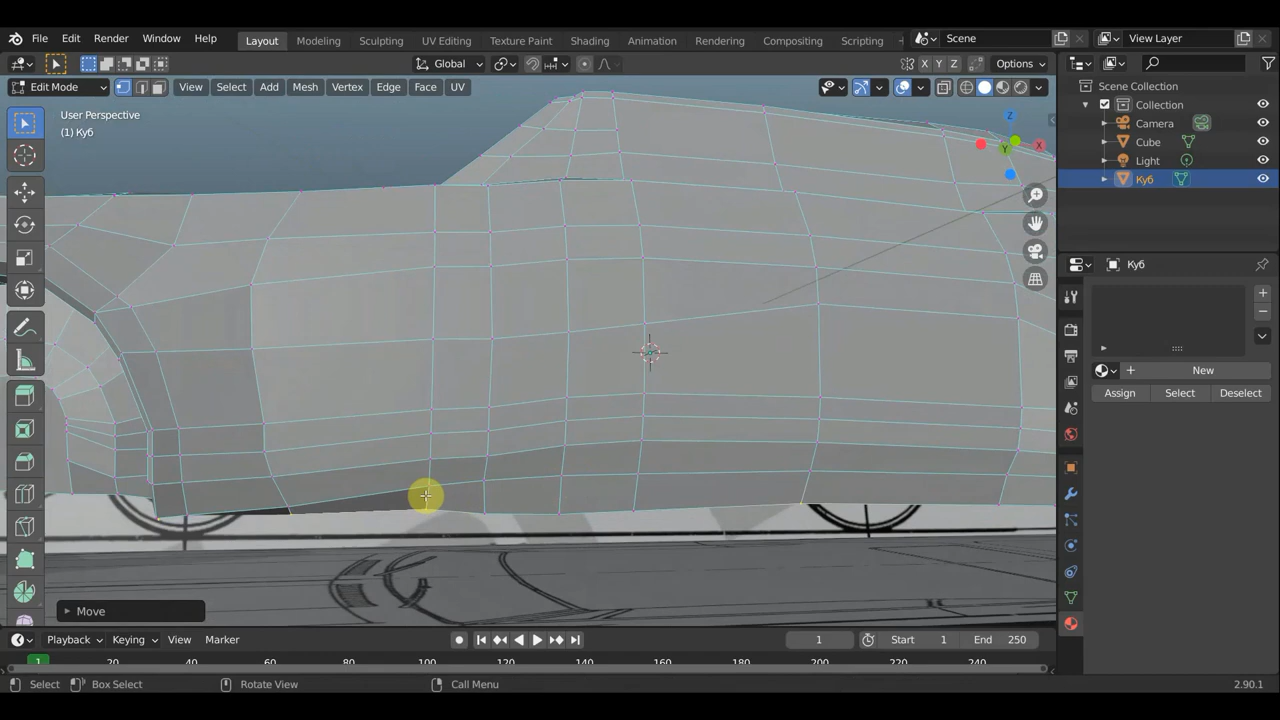 File Edit Render Window Help Layout Modeling Sculpting UV Editing Texture Paint Shading Animation Rendering Compositing Scripting + Scene View Layer
Global X Y Z Options
Edit Mode View Select Add Mesh Vertex Edge Face UV
User Perspective
(1) Куб
Z
X
Y
Scene Collection
Collection
Camera
Cube
Light
Куб
Куб
+ New
Assign Select Deselect
Move
Playback Keying View Marker 1 Start 1 End 250
1 20 40 60 80 100 120 140 160 180 200 220 240
Select Box Select Rotate View Call Menu 2.90.1